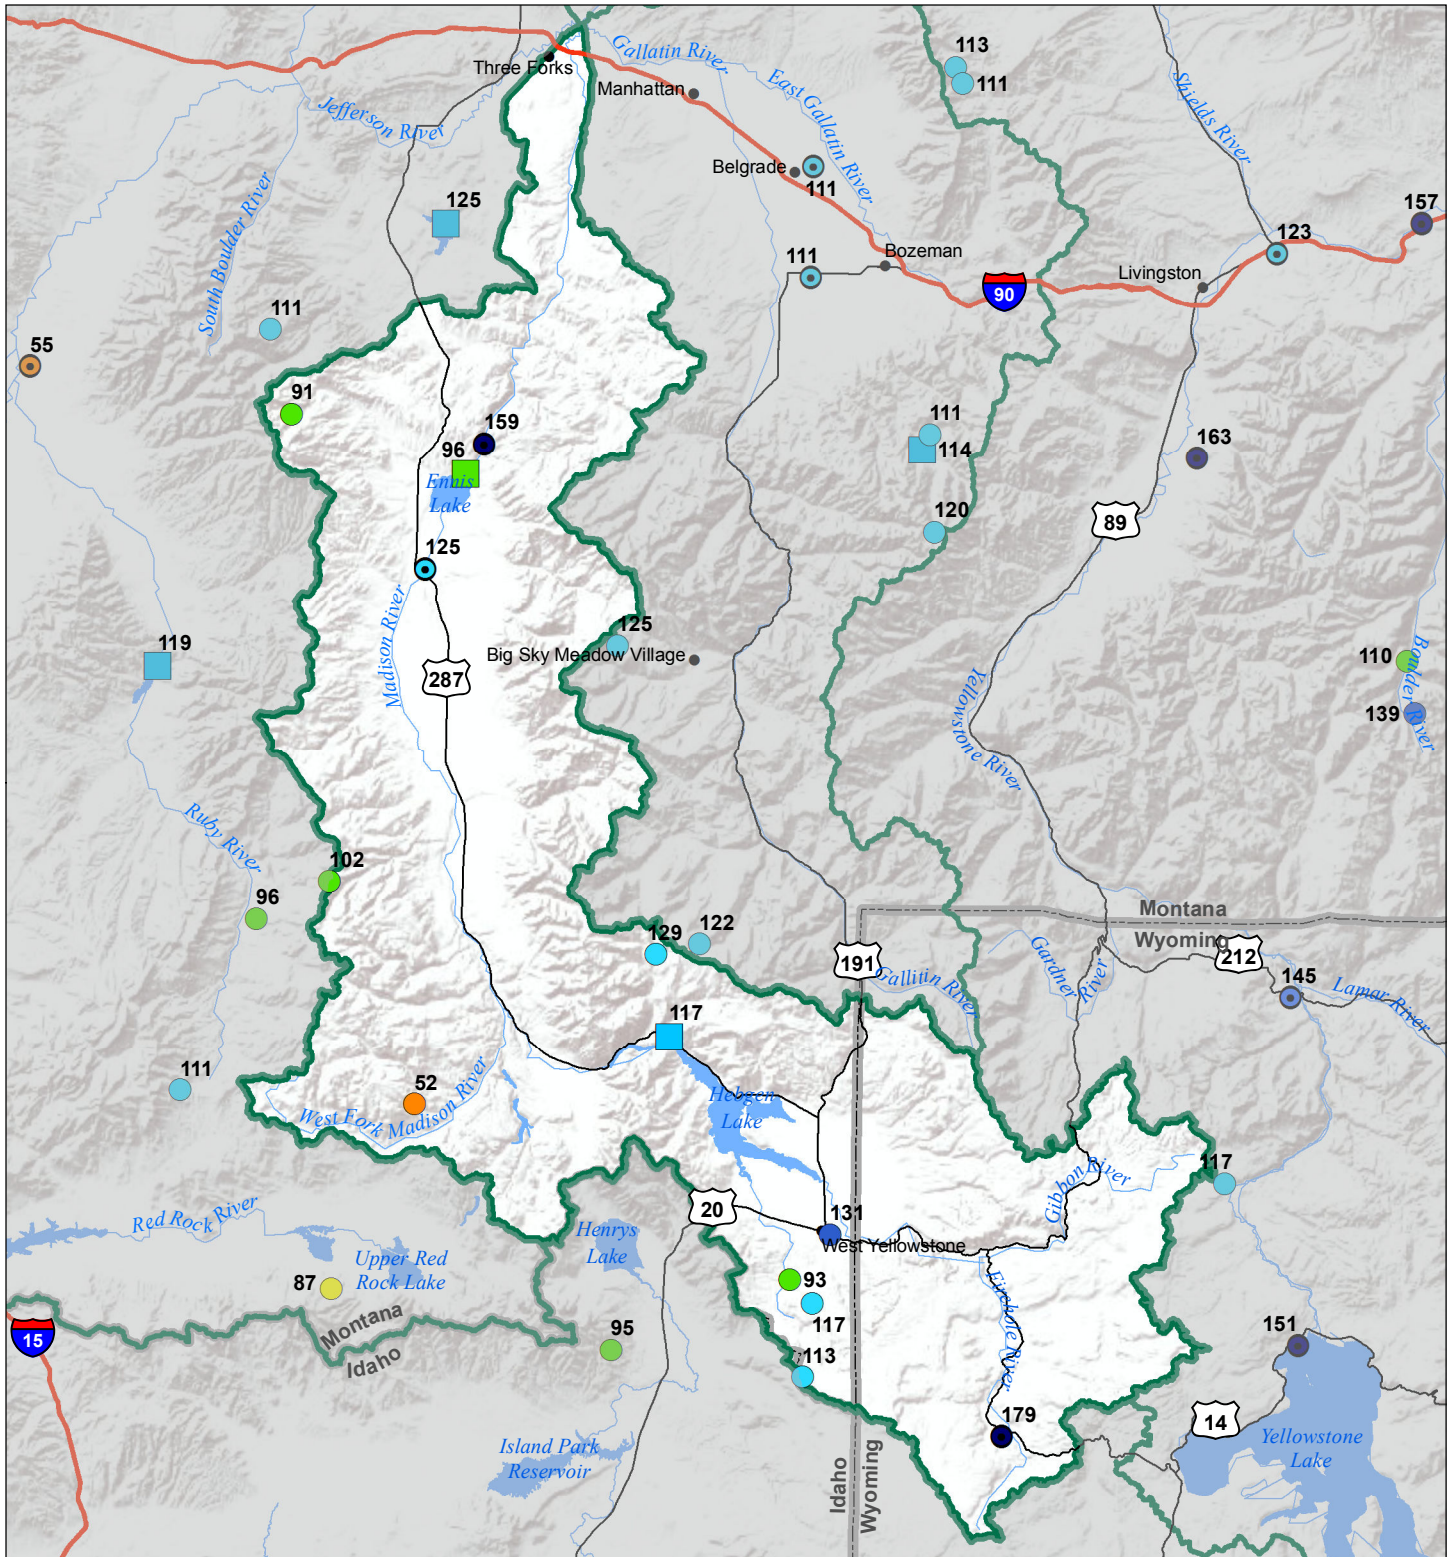 113
Gallatin River
Three Forks
111
East Gallatin River
Manhattan
Shields River
Jefferson River
Belgrade
111
South Boulder River
125
157
123
111
Bozeman
Livingston
90
111
55
91
159
96
Ennis
Lake
111
114
163
120
89
125
Madison River
125
Big Sky Meadow Village
119
287
110
Boulder River
139
Yellowstone River
Ruby River
102
96
129
122
Montana
Wyoming
191
212
Gallitin River
Gardner
River
145
Lamar River
117
111
52
West Fork Madison River
Hebgen
Lake
Gibbon River
117
Red Rock River
20
131
West Yellowstone
Henrys
Lake
Upper Red
Rock Lake
87
93
117
Firehole River
Montana
Idaho
15
95
113
151
179
14
Island Park
Reservoir
Yellowstone
Lake
Idaho
Wyoming